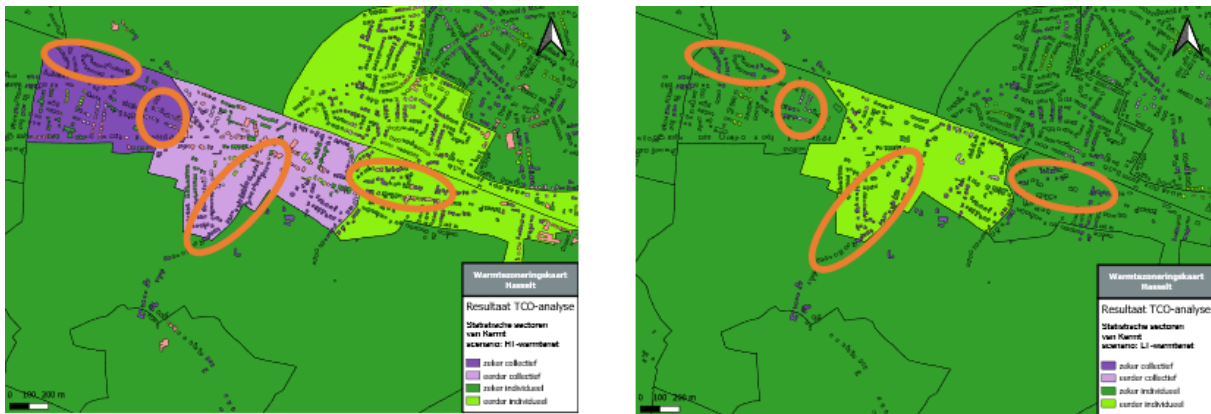 Warmtezoneringskaart
Hasselt
Resultaat TCO-analyse
Statistische sectoren
van Kermt
scenario: HT-warmtenet
zeker collectief
eerder collectief
zeker individueel
eerder individueel
0 100 200 m
Warmtezoneringskaart
Hasselt
Resultaat TCO-analyse
Statistische sectoren
van Kermt
scenario: LT-warmtenet
zeker collectief
eerder collectief
zeker individueel
eerder individueel
0 100 200 m